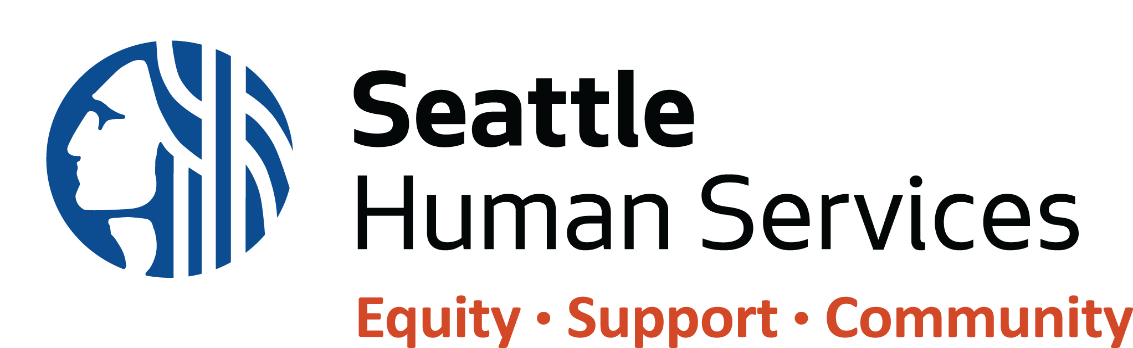 Seattle
Human Services
Equity • Support • Community